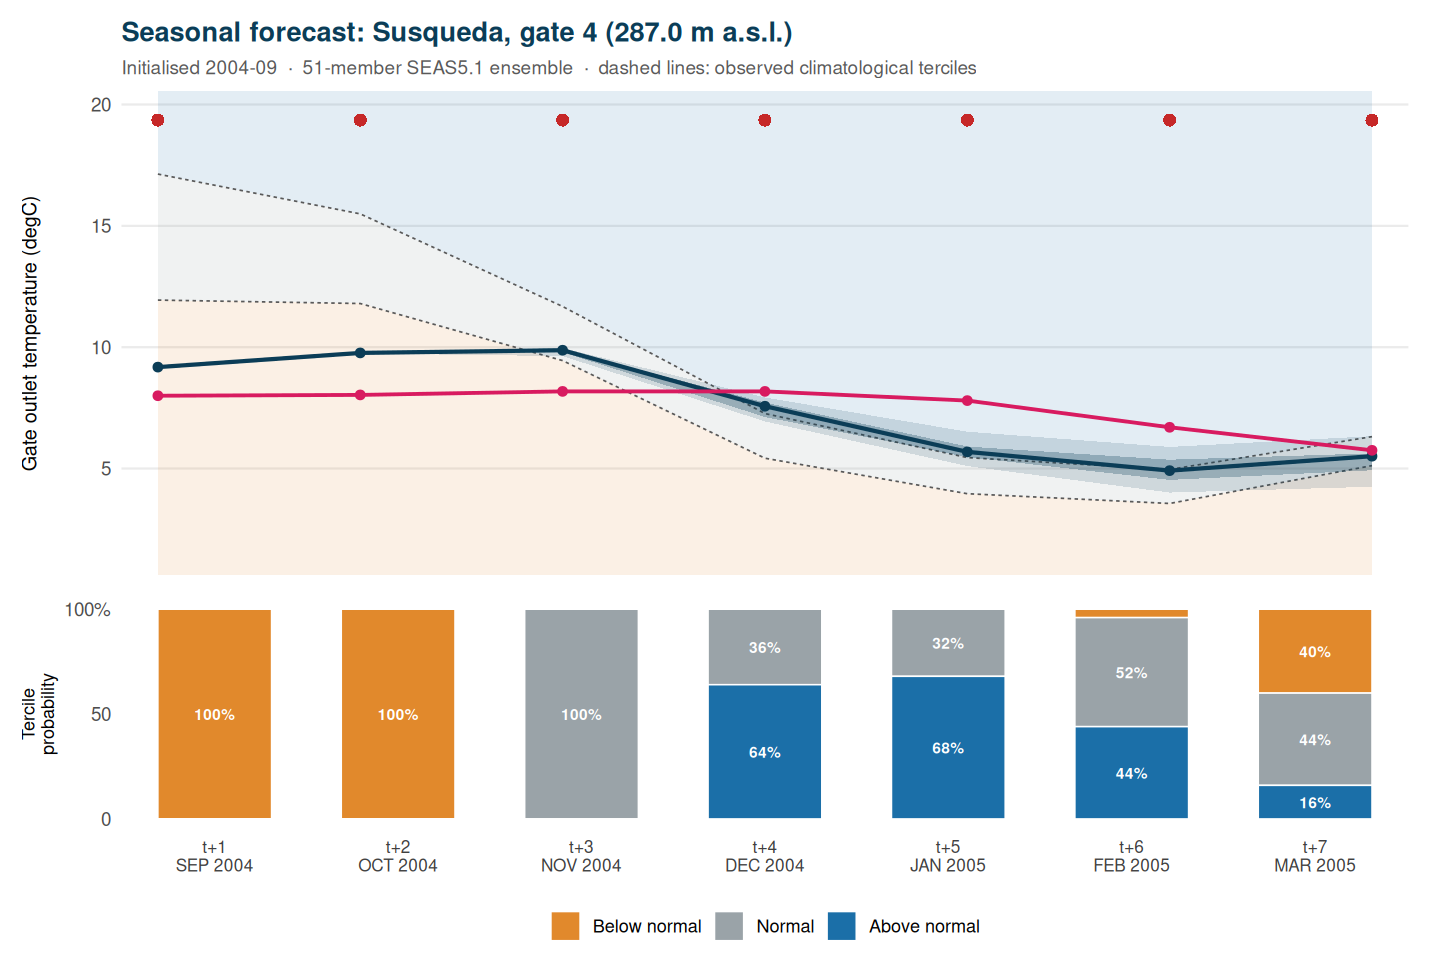 Seasonal forecast: Susqueda, gate 4 (287.0 m a.s.l.)
Initialised 2004-09 · 51-member SEAS5.1 ensemble · dashed lines: observed climatological terciles
Gate outlet temperature (degC)
20
15
10
5
Tercile
probability
100%
50
0
100%
100%
100%
36%
64%
32%
68%
52%
44%
40%
44%
16%
t+1
SEP 2004
t+2
OCT 2004
t+3
NOV 2004
t+4
DEC 2004
t+5
JAN 2005
t+6
FEB 2005
t+7
MAR 2005
Below normal
Normal
Above normal